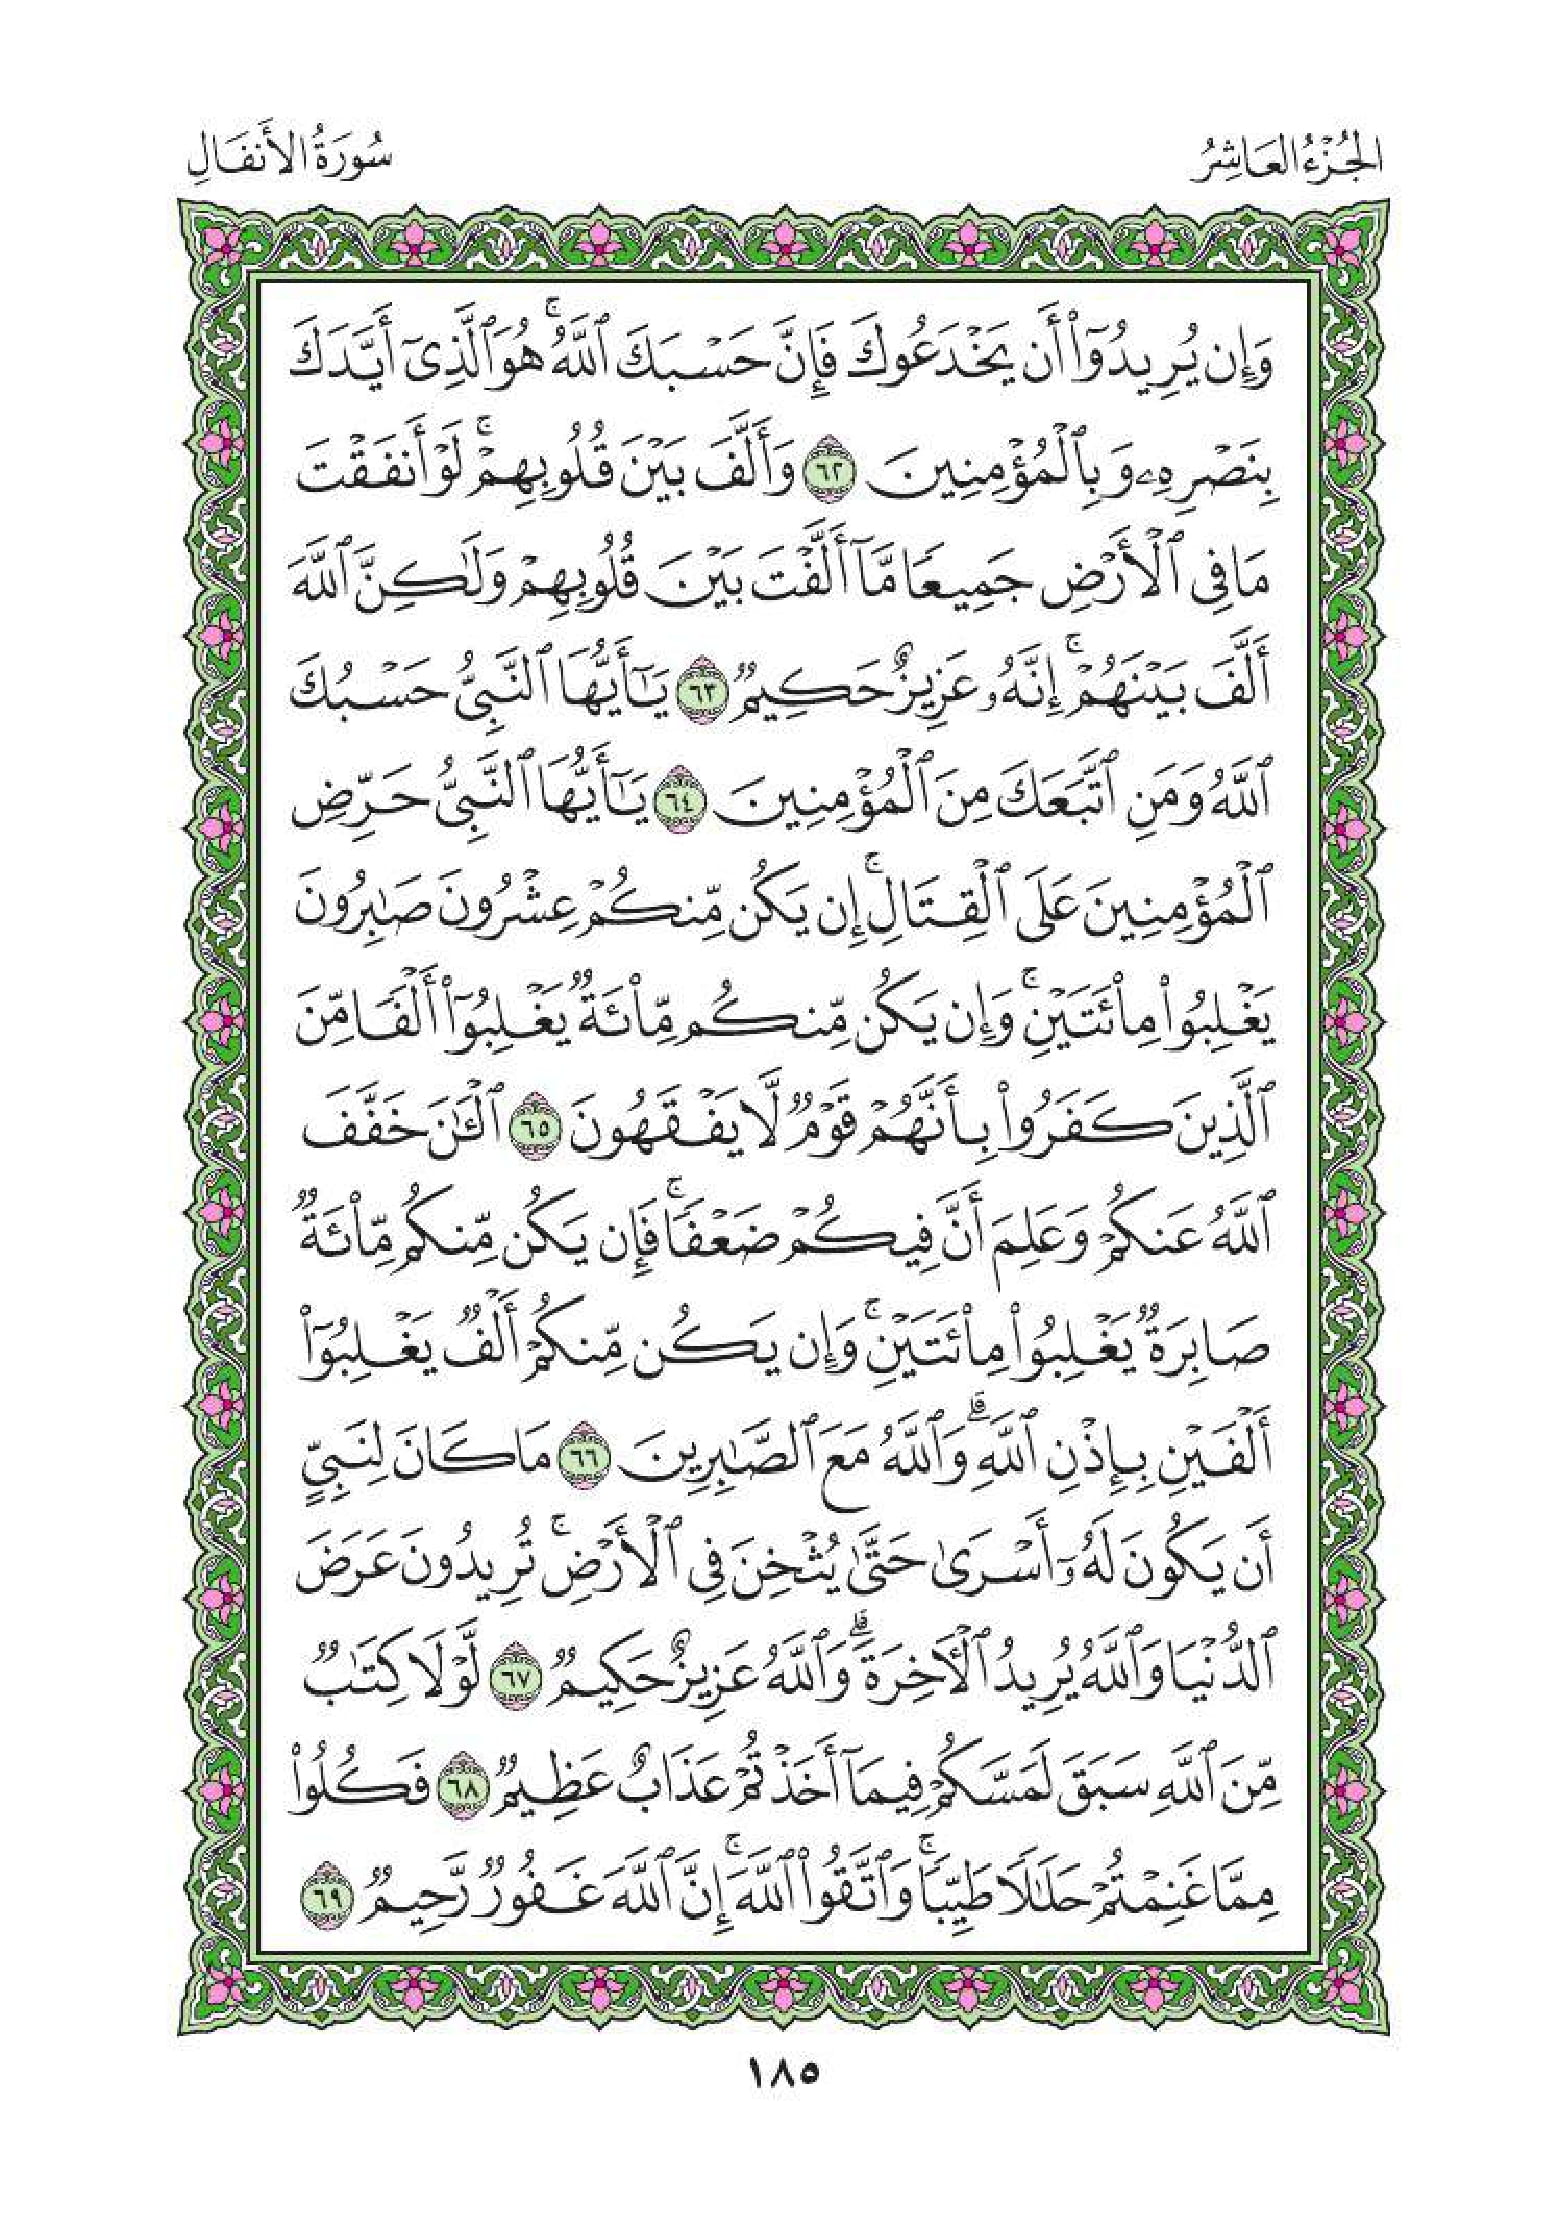 الجُزْءُ العَاشِرُ
سُورَةُ الأَنفَالِ
وَإِن يُرِيدُوٓاْ أَن يَخۡدَعُوكَ فَإِنَّ حَسۡبَكَ ٱللَّهُۚ هُوَ ٱلَّذِيٓ أَيَّدَكَ
بِنَصۡرِهِۦ وَبِٱلۡمُؤۡمِنِينَ ٦٢ وَأَلَّفَ بَيۡنَ قُلُوبِهِمۡۚ لَوۡ أَنفَقۡتَ
مَا فِي ٱلۡأَرۡضِ جَمِيعٗا مَّآ أَلَّفۡتَ بَيۡنَ قُلُوبِهِمۡ وَلَٰكِنَّ ٱللَّهَ
أَلَّفَ بَيۡنَهُمۡۚ إِنَّهُۥ عَزِيزٌ حَكِيمٞ ٦٣ يَٰٓأَيُّهَا ٱلنَّبِيُّ حَسۡبُكَ
ٱللَّهُ وَمَنِ ٱتَّبَعَكَ مِنَ ٱلۡمُؤۡمِنِينَ ٦٤ يَٰٓأَيُّهَا ٱلنَّبِيُّ حَرِّضِ
ٱلۡمُؤۡمِنِينَ عَلَى ٱلۡقِتَالِۚ إِن يَكُن مِّنكُمۡ عِشۡرُونَ صَٰبِرُونَ
يَغۡلِبُواْ مِاْئَتَيۡنِۚ وَإِن يَكُن مِّنكُم مِّاْئَةٞ يَغۡلِبُوٓاْ أَلۡفٗا مِّنَ
ٱلَّذِينَ كَفَرُواْ بِأَنَّهُمۡ قَوۡمٞ لَّا يَفۡقَهُونَ ٦٥ ٱلۡـَٰٔنَ خَفَّفَ
ٱللَّهُ عَنكُمۡ وَعَلِمَ أَنَّ فِيكُمۡ ضَعۡفٗاۚ فَإِن يَكُن مِّنكُم مِّاْئَةٞ
صَابِرَةٞ يَغۡلِبُواْ مِاْئَتَيۡنِۚ وَإِن يَكُن مِّنكُمۡ أَلۡفٞ يَغۡلِبُوٓاْ
أَلۡفَيۡنِ بِإِذۡنِ ٱللَّهِۗ وَٱللَّهُ مَعَ ٱلصَّٰبِرِينَ ٦٦ مَا كَانَ لِنَبِيٍّ
أَن يَكُونَ لَهُۥٓ أَسۡرَىٰ حَتَّىٰ يُثۡخِنَ فِي ٱلۡأَرۡضِۚ تُرِيدُونَ عَرَضَ
ٱلدُّنۡيَا وَٱللَّهُ يُرِيدُ ٱلۡأٓخِرَةَۗ وَٱللَّهُ عَزِيزٌ حَكِيمٞ ٦٧ لَّوۡلَا كِتَٰبٞ
مِّنَ ٱللَّهِ سَبَقَ لَمَسَّكُمۡ فِيمَآ أَخَذۡتُمۡ عَذَابٌ عَظِيمٞ ٦٨ فَكُلُواْ
مِمَّا غَنِمۡتُمۡ حَلَٰلٗا طَيِّبٗاۚ وَٱتَّقُواْ ٱللَّهَۚ إِنَّ ٱللَّهَ غَفُورٞ رَّحِيمٞ ٦٩
١٨٥